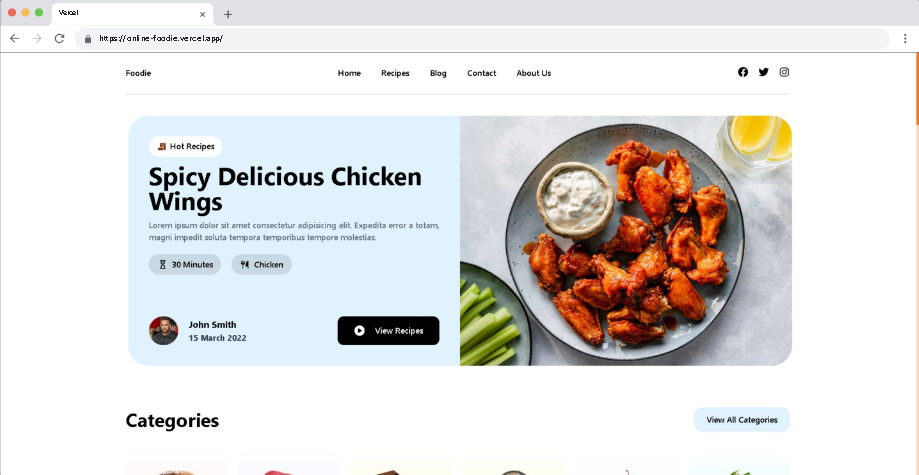 Vercel
https://online-foodie.vercel.app/
Foodie
Home Recipes Blog Contact About Us
Hot Recipes
Spicy Delicious Chicken
Wings
Lorem ipsum dolor sit amet consectetur adipisicing elit. Expedita error a totam,
magni impedit soluta tempora temporibus tempore molestias.
30 Minutes Chicken
John Smith
15 March 2022
View Recipes
Categories
View All Categories